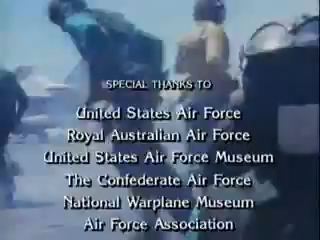 SPECIAL THANKS TO
United States Air Force
Royal Australian Air Force
United States Air Force Museum
The Confederate Air Force
National Warplane Museum
Air Force Association